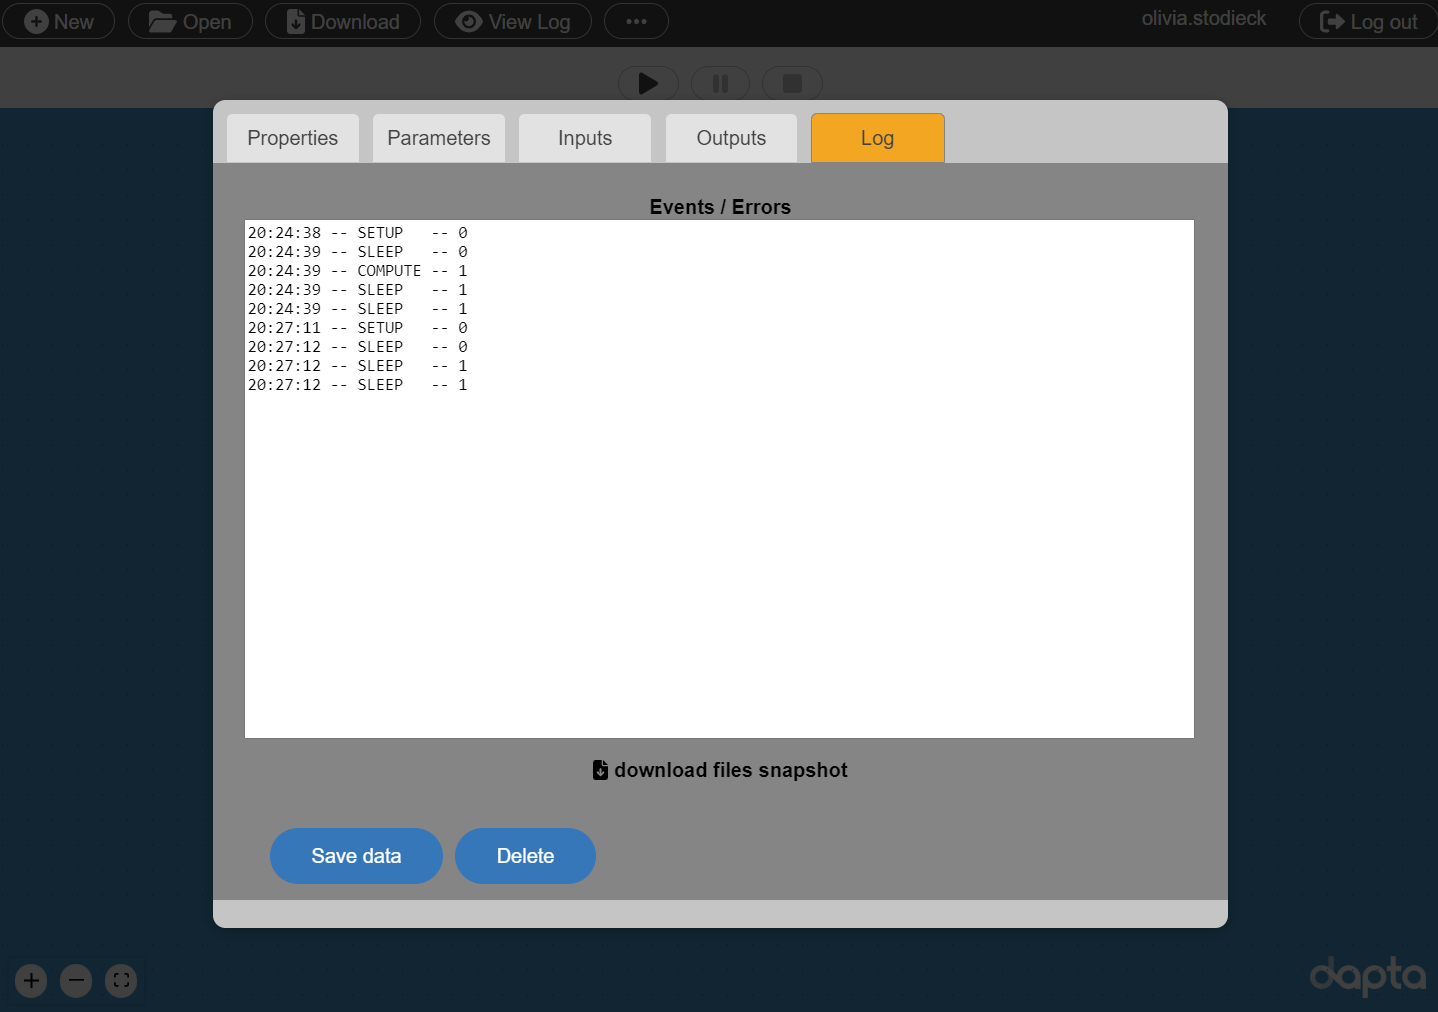 New Open Download View Log ••• olivia.stodieck Log out
Properties Parameters Inputs Outputs Log
Events / Errors
20:24:38 -- SETUP   -- 0
20:24:39 -- SLEEP   -- 0
20:24:39 -- COMPUTE -- 1
20:24:39 -- SLEEP   -- 1
20:24:39 -- SLEEP   -- 1
20:27:11 -- SETUP   -- 0
20:27:12 -- SLEEP   -- 0
20:27:12 -- SLEEP   -- 1
20:27:12 -- SLEEP   -- 1
download files snapshot
Save data Delete
dapta